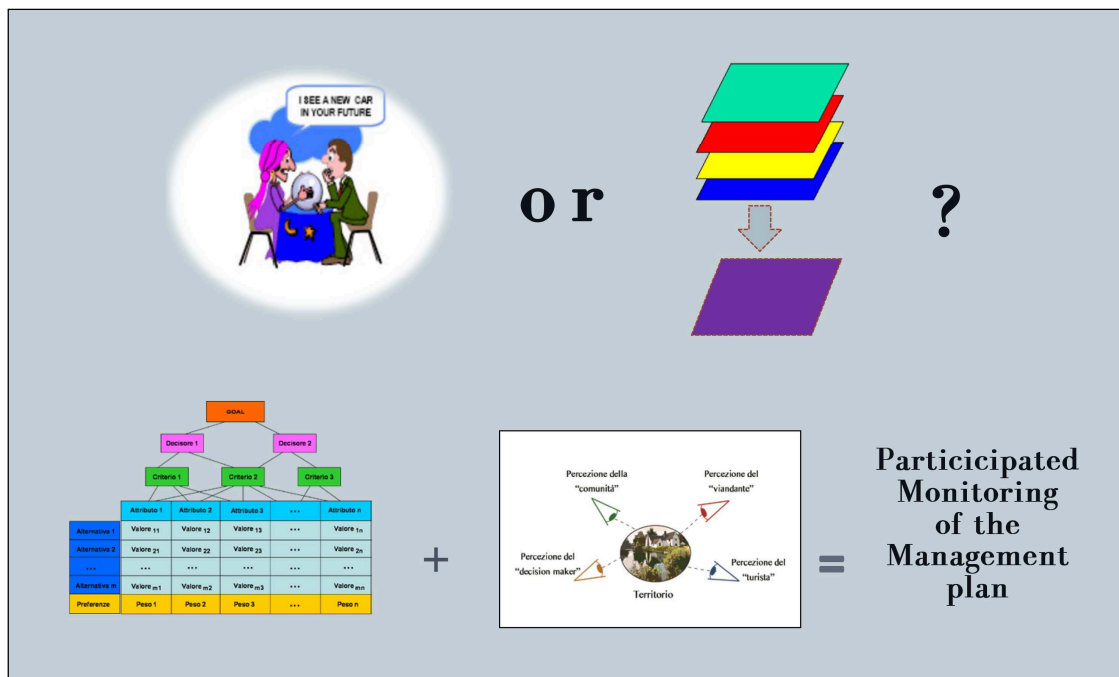 I SEE A NEW CAR
IN YOUR FUTURE
or
?
GOAL
Decisore 1
Decisore 2
Criterio 1
Criterio 2
Criterio 3
Attributo 1 Attributo 2 Attributo 3 ... Attributo n
Alternative 1 Valore 11 Valore 12 Valore 13 ... Valore 1n
Alternative 2 Valore 21 Valore 22 Valore 23 ... Valore 2n
... ... ... ... ... ...
Alternativa m Valore m1 Valore m2 Valore m3 ... Valore mn
Preferenze Peso 1 Peso 2 Peso 3 ... Peso n
+
Percezione della
"comunità"
Percezione del
"viandante"
Percezione del
"decision maker"
Percezione del
"turista"
Territorio
=
Particicipated
Monitoring
of the
Management
plan